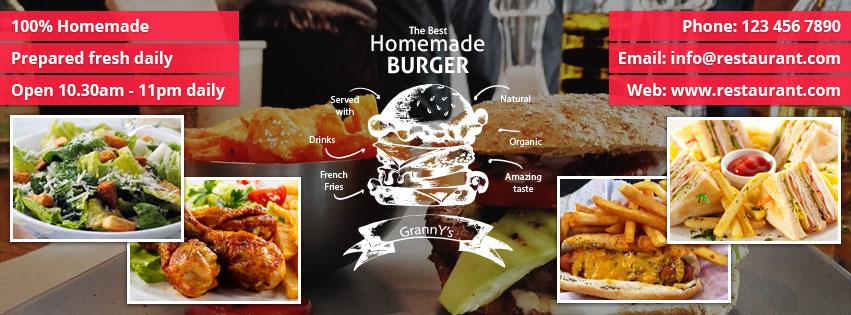 100% Homemade
Prepared fresh daily
Open 10.30am - 11pm daily
The Best
Homemade
BURGER
Served
with
Drinks
French
Fries
Natural
Organic
Amazing
taste
GrannY's
Phone: 123 456 7890
Email: info@restaurant.com
Web: www.restaurant.com